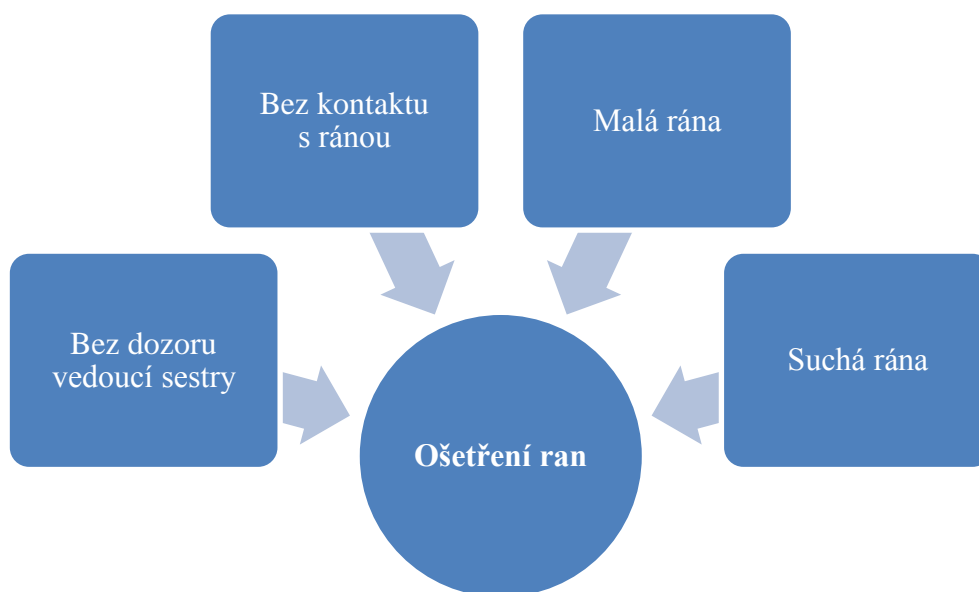 Bez kontaktu
s ránou
Malá rána
Bez dozoru
vedoucí sestry
Suchá rána
Ošetření ran